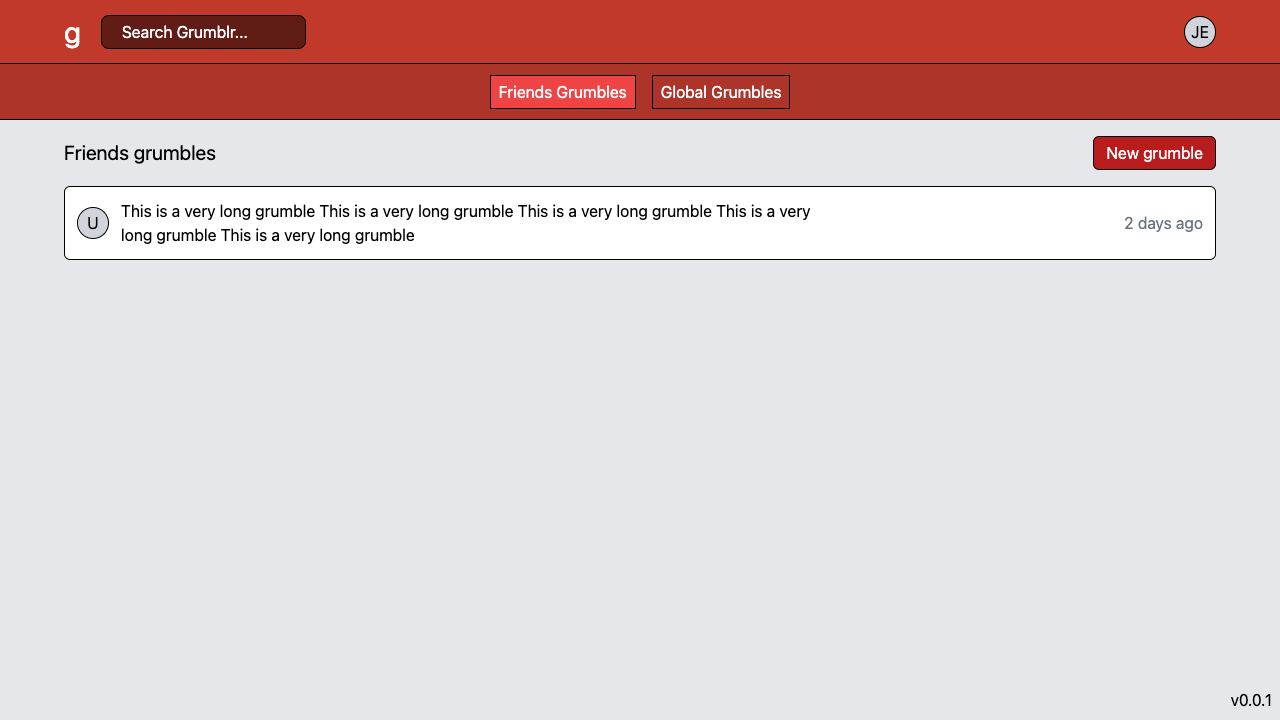 g
Search Grumblr...
JE
Friends Grumbles
Global Grumbles
Friends grumbles
New grumble
U
This is a very long grumble This is a very long grumble This is a very long grumble This is a very
long grumble This is a very long grumble
2 days ago
v0.0.1